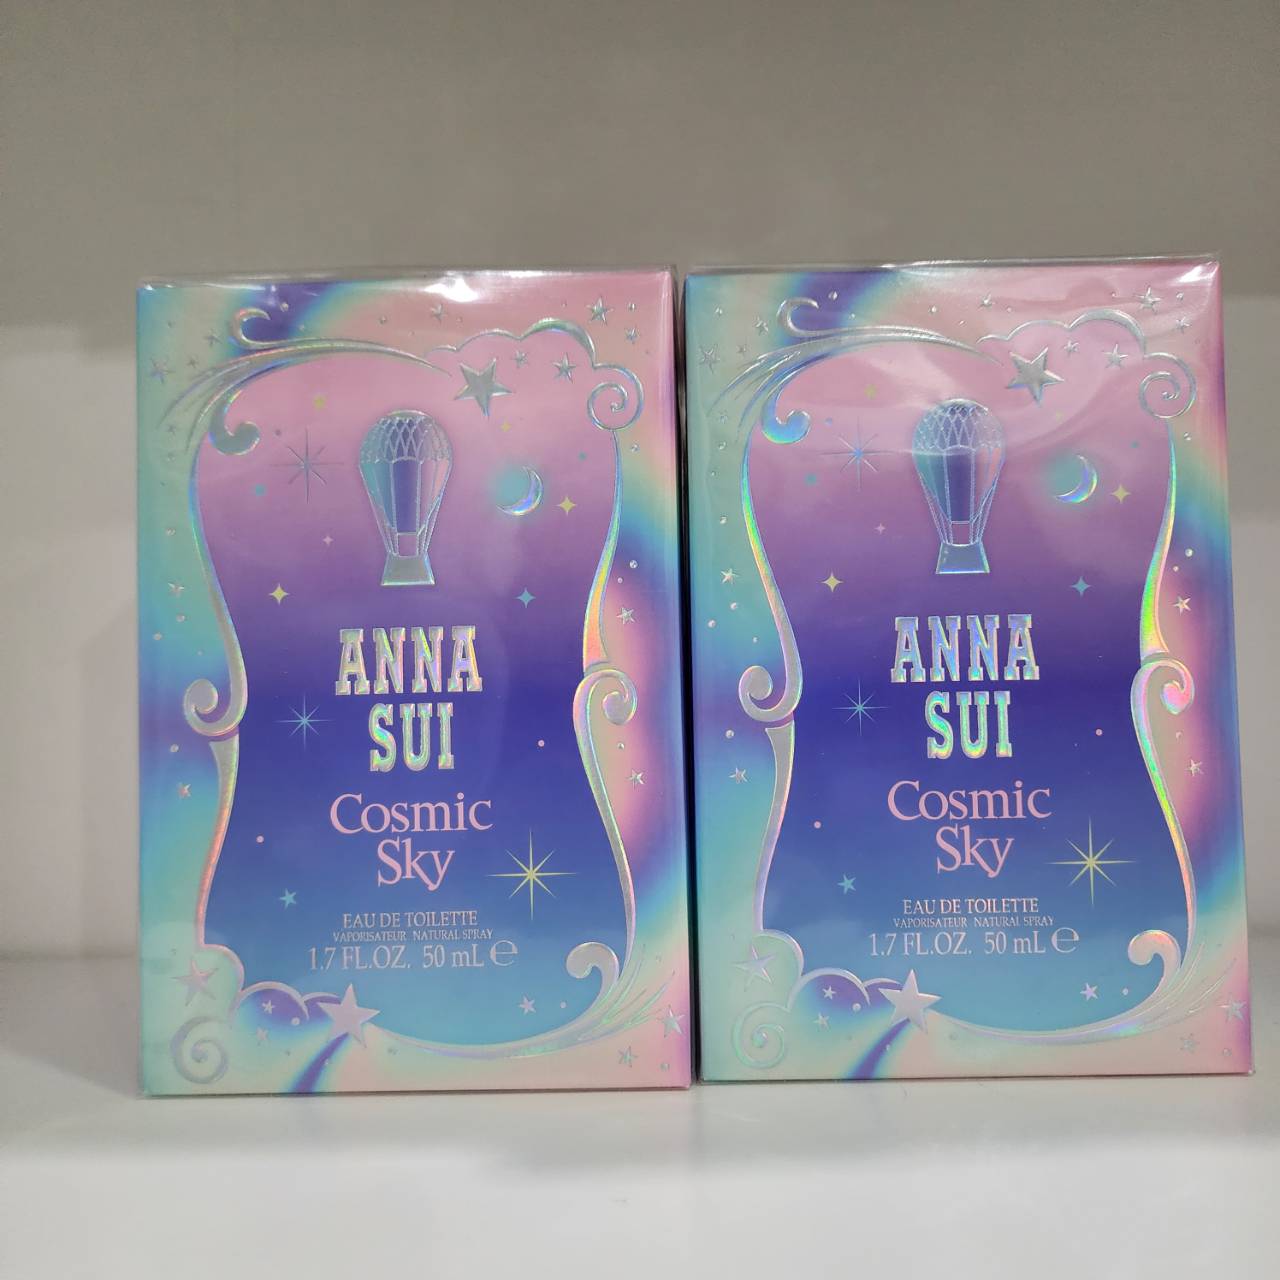 ANNA
SUI
Cosmic
Sky
EAU DE TOILETTE
VAPORISATEUR NATURAL SPRAY
1.7 FL.OZ. 50 mL ℮
ANNA
SUI
Cosmic
Sky
EAU DE TOILETTE
VAPORISATEUR NATURAL SPRAY
1.7 FL.OZ. 50 mL ℮